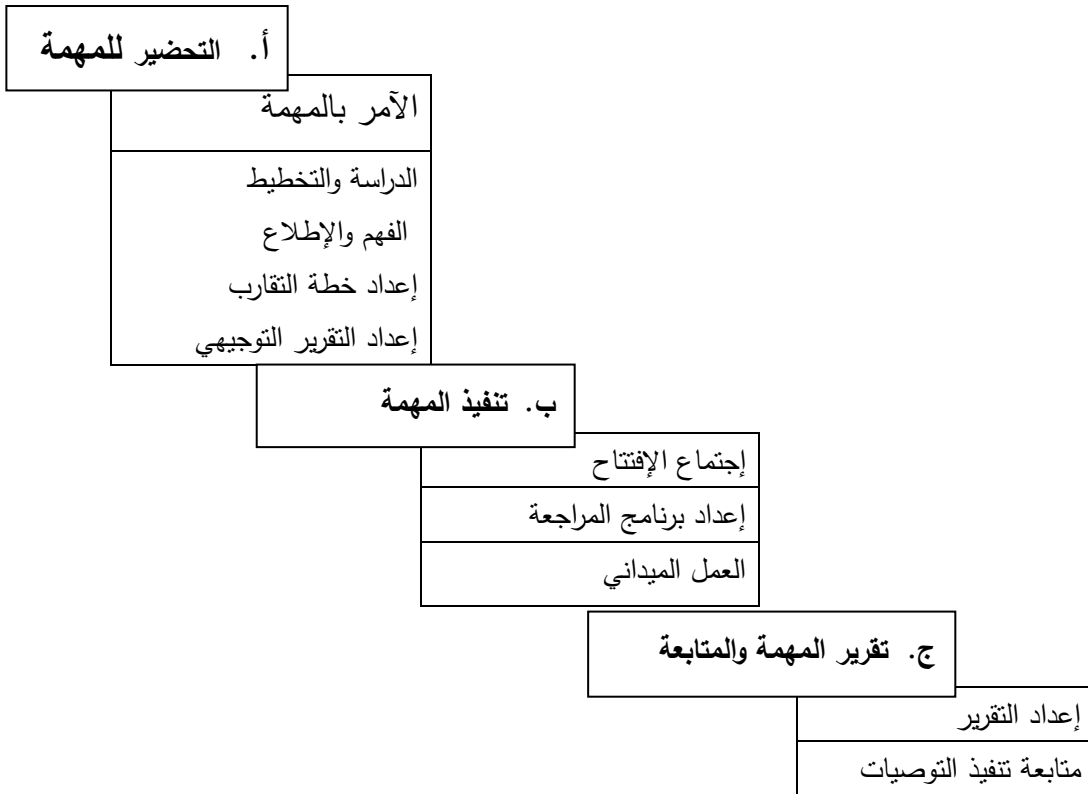 أ. التحضير للمهمة
الآمر بالمهمة
الدراسة والتخطيط
الفهم والإطلاع
إعداد خطة التقارب
إعداد التقرير التوجيهي
ب. تنفيذ المهمة
إجتماع الإفتتاح
إعداد برنامج المراجعة
العمل الميداني
ج. تقرير المهمة والمتابعة
إعداد التقرير
متابعة تنفيذ التوصيات